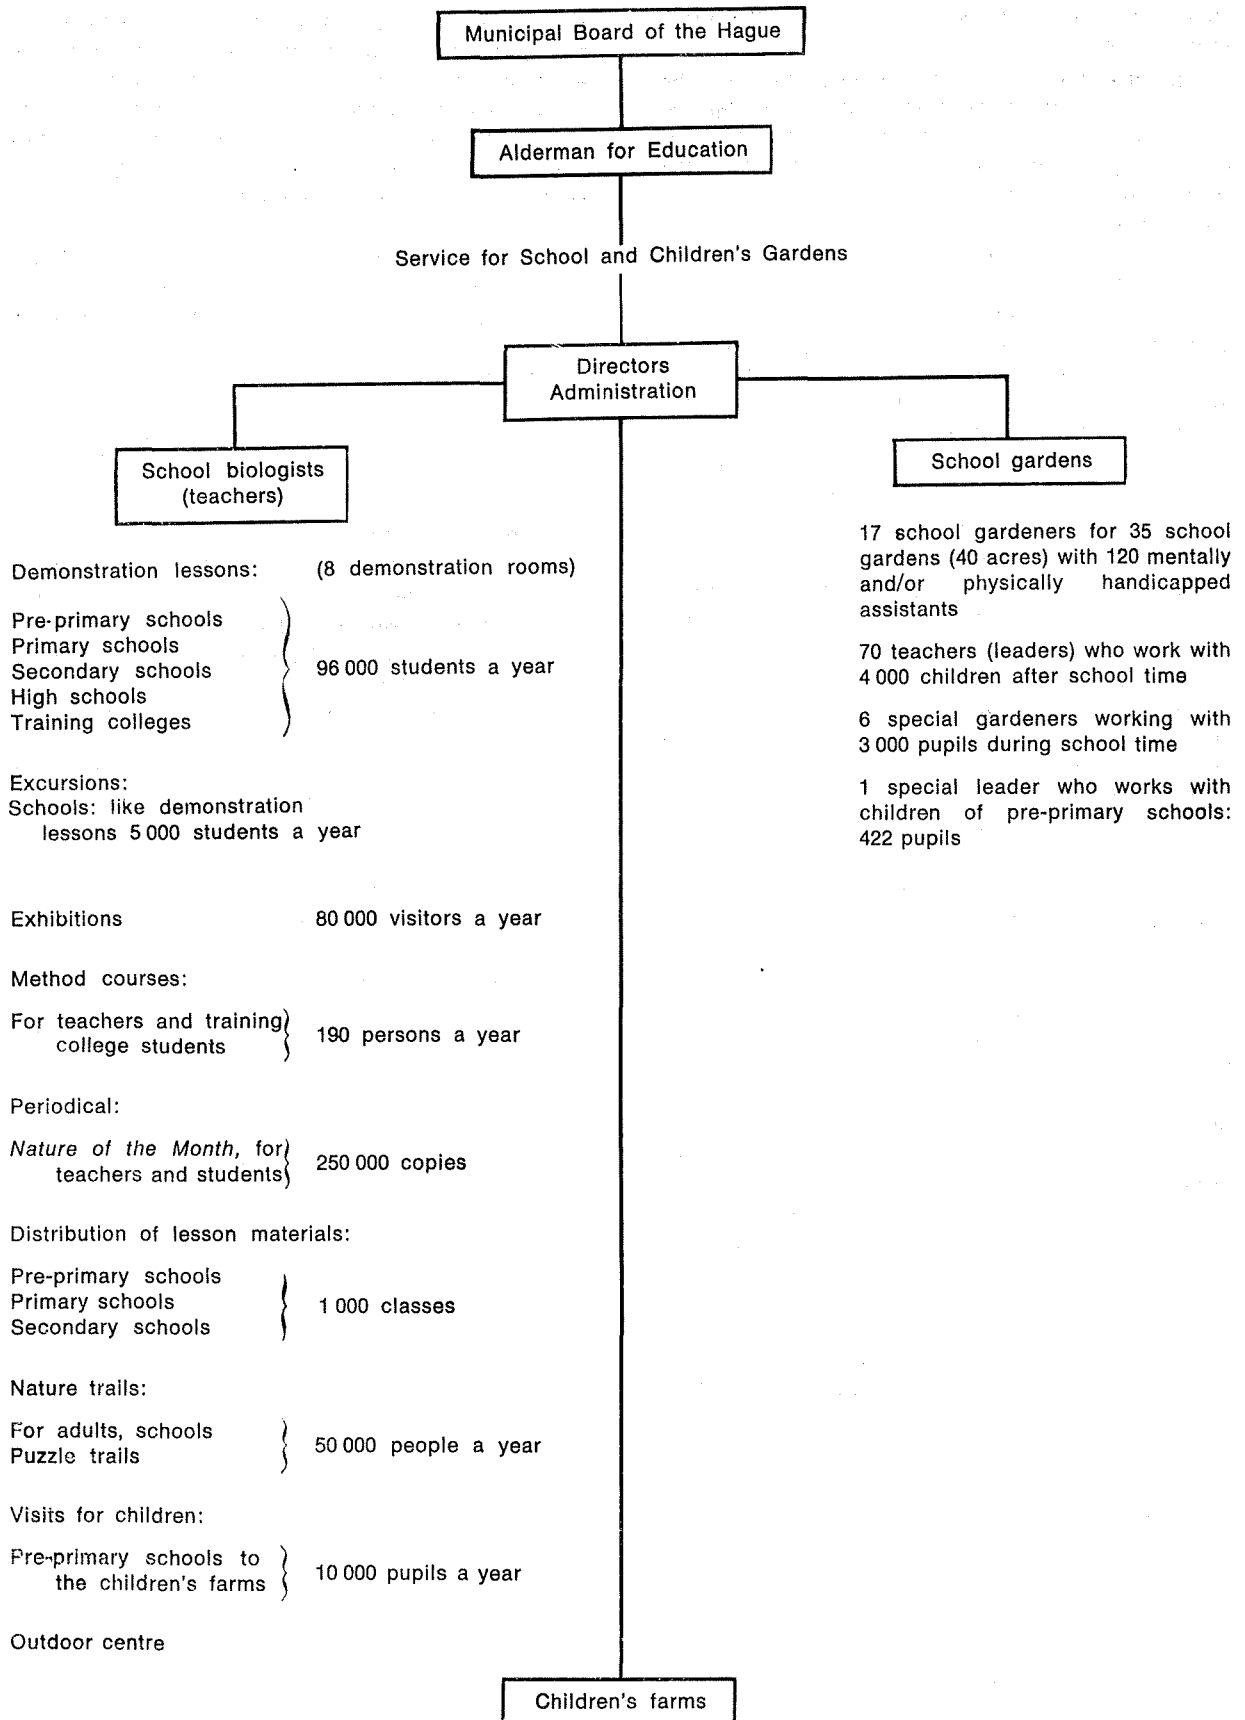 Municipal Board of the Hague
Alderman for Education
Service for School and Children's Gardens
Directors
Administration
School biologists
(teachers)
Demonstration lessons: (8 demonstration rooms)
Pre-primary schools
Primary schools
Secondary schools
High schools
Training colleges
96 000 students a year
Excursions:
Schools: like demonstration
lessons 5 000 students a year
Exhibitions 80 000 visitors a year
Method courses:
For teachers and training
college students
190 persons a year
Periodical:
Nature of the Month, for
teachers and students
250 000 copies
Distribution of lesson materials:
Pre-primary schools
Primary schools
Secondary schools
1 000 classes
Nature trails:
For adults, schools
Puzzle trails
50 000 people a year
Visits for children:
Pre-primary schools to
the children's farms
10 000 pupils a year
Outdoor centre
School gardens
17 school gardeners for 35 school
gardens (40 acres) with 120 mentally
and/or physically handicapped
assistants
70 teachers (leaders) who work with
4 000 children after school time
6 special gardeners working with
3 000 pupils during school time
1 special leader who works with
children of pre-primary schools:
422 pupils
Children's farms